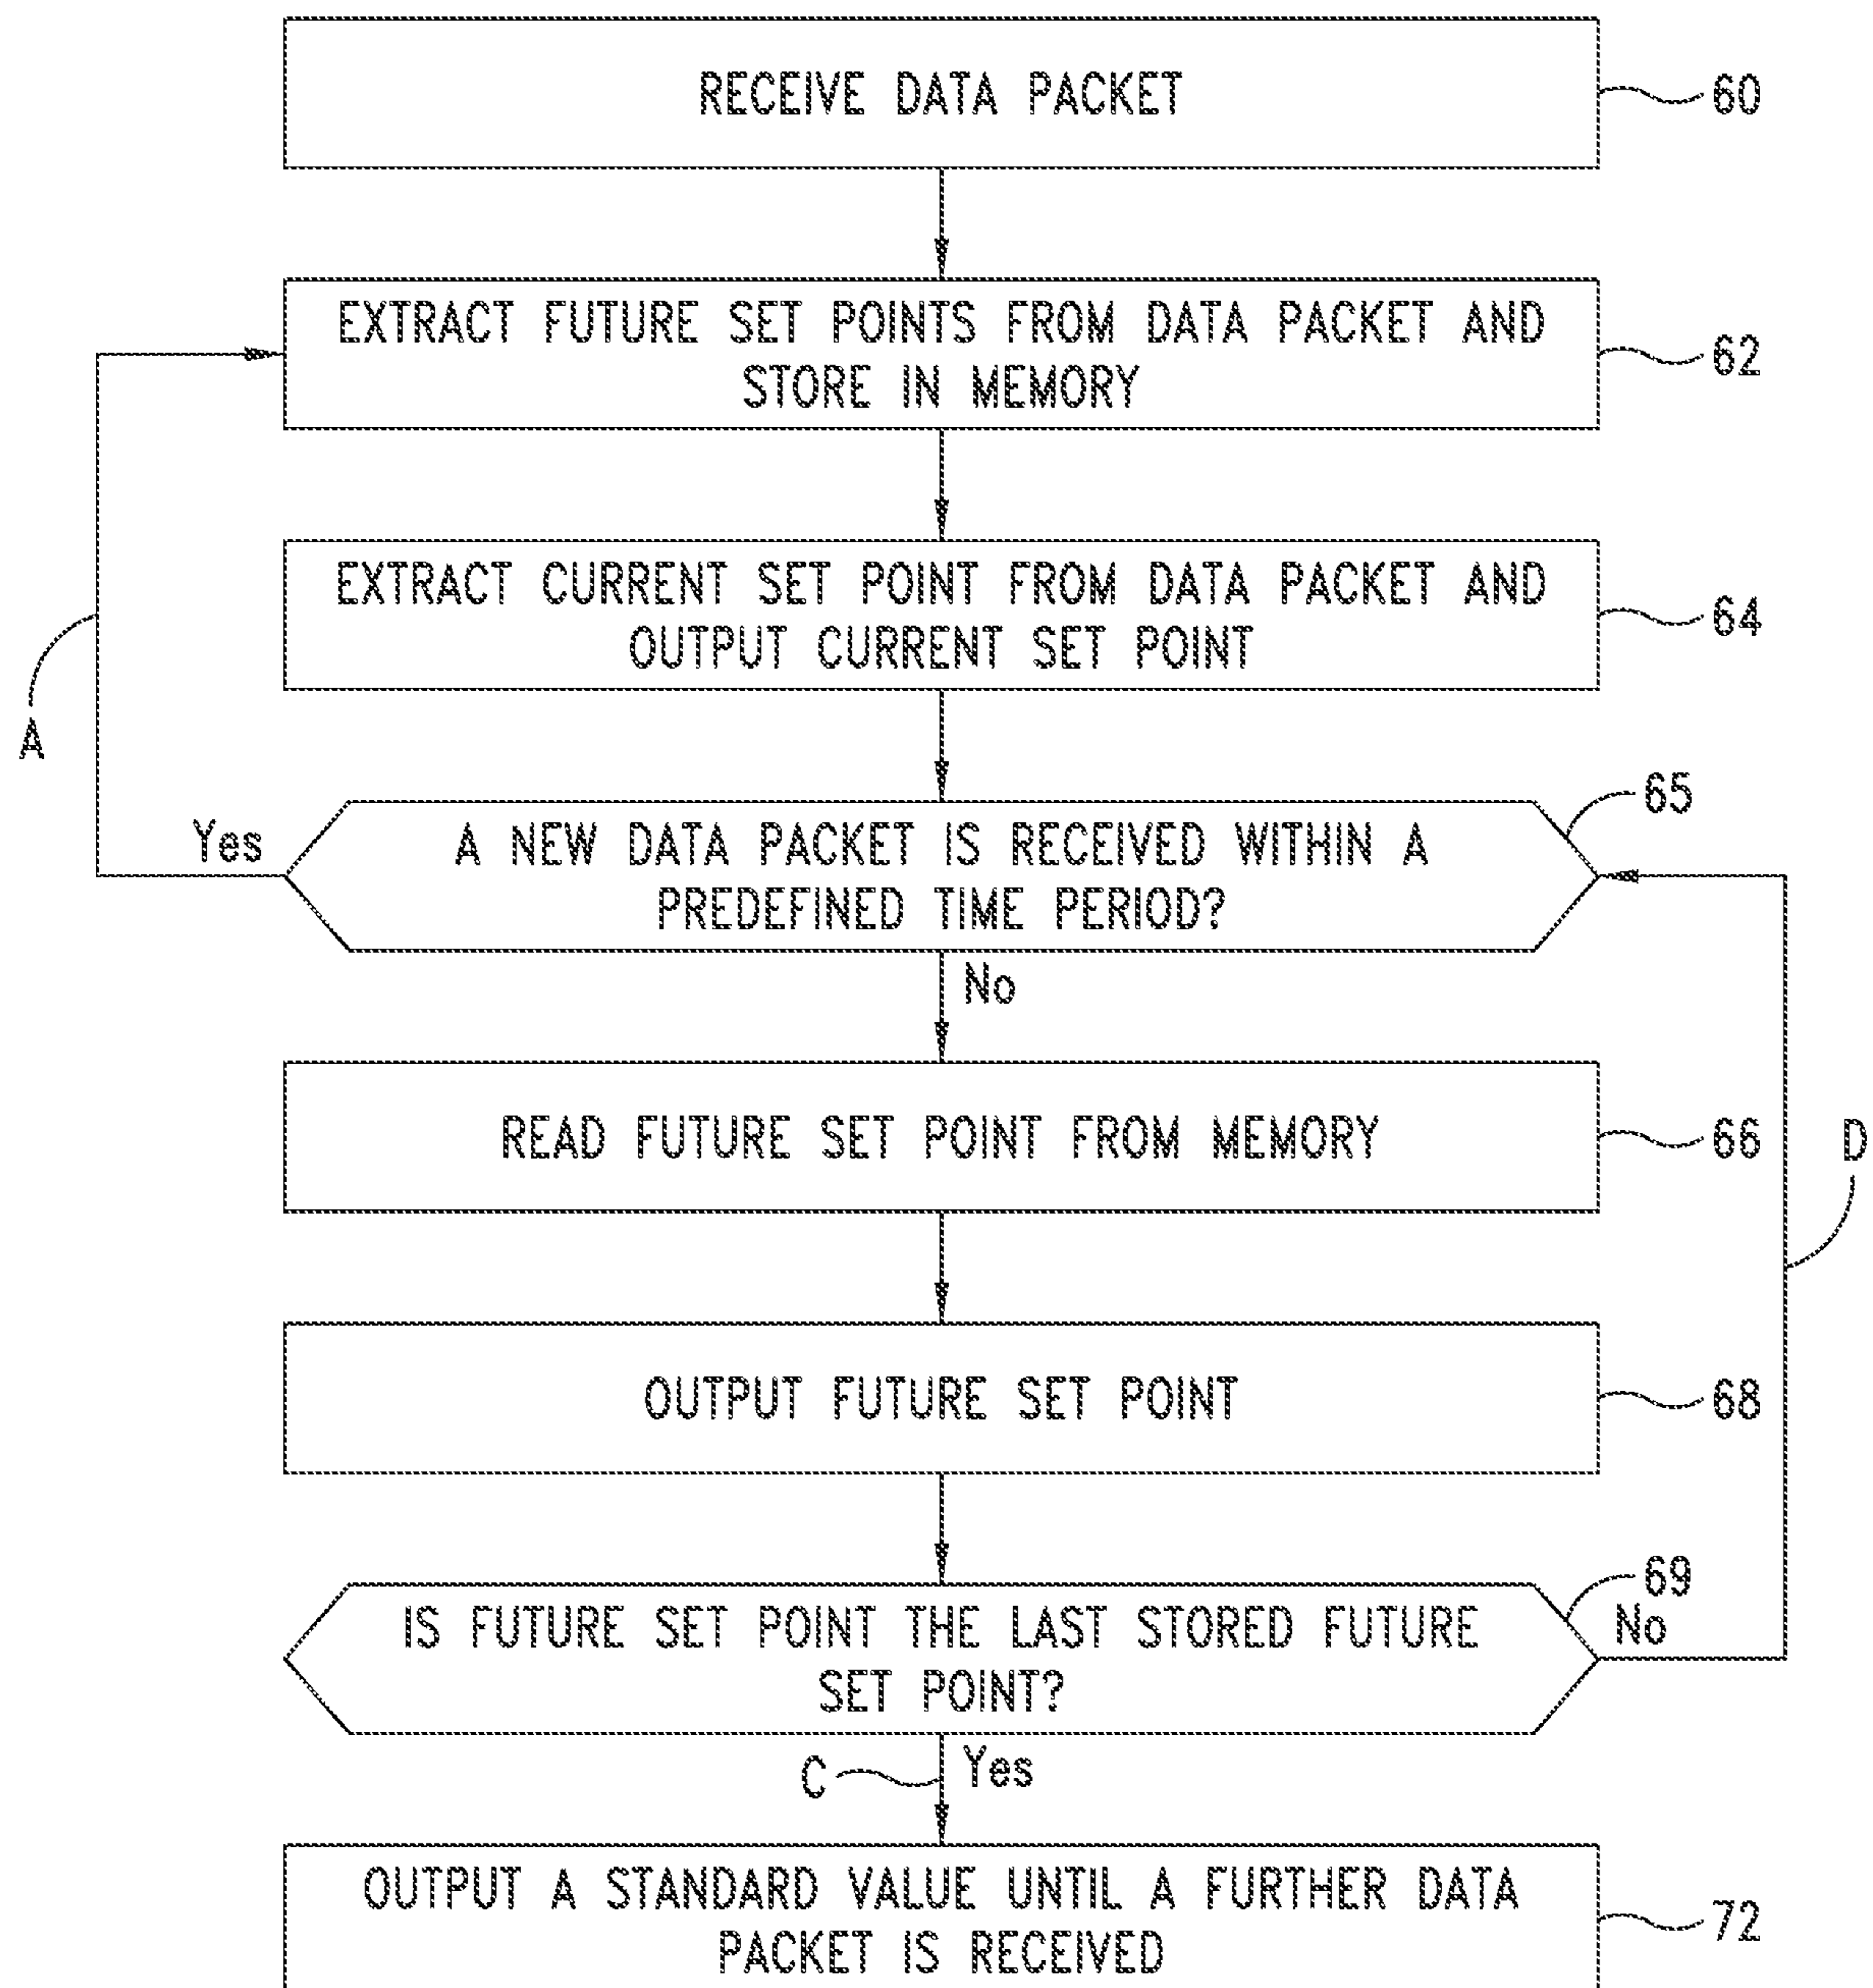 RECEIVE DATA PACKET
60
EXTRACT FUTURE SET POINTS FROM DATA PACKET AND
STORE IN MEMORY
62
EXTRACT CURRENT SET POINT FROM DATA PACKET AND
OUTPUT CURRENT SET POINT
64
A
65
Yes
A NEW DATA PACKET IS RECEIVED WITHIN A
PREDEFINED TIME PERIOD?
No
READ FUTURE SET POINT FROM MEMORY
66
D
OUTPUT FUTURE SET POINT
68
69
IS FUTURE SET POINT THE LAST STORED FUTURE
SET POINT?
No
C
Yes
OUTPUT A STANDARD VALUE UNTIL A FURTHER DATA
PACKET IS RECEIVED
72